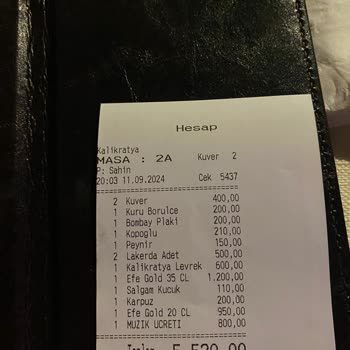 Hesap
Kalikratya
MASA : 2A Kuver 2
P: Sahin
20:03 11.09.2024 Cek 5437
2 Kuver 400,00
1 Kuru Borulce 200,00
1 Bombay Plaki 200,00
1 Kopoglu 210,00
1 Peynir 150,00
2 Lakerda Adet 500,00
1 Kalikratya Levrek 600,00
1 Efe Gold 35 CL 1.200,00
1 Salgam Kucuk 110,00
1 Karpuz 200,00
1 Efe Gold 20 CL 950,00
1 MUZIK UCRETI 800,00
5.520,00